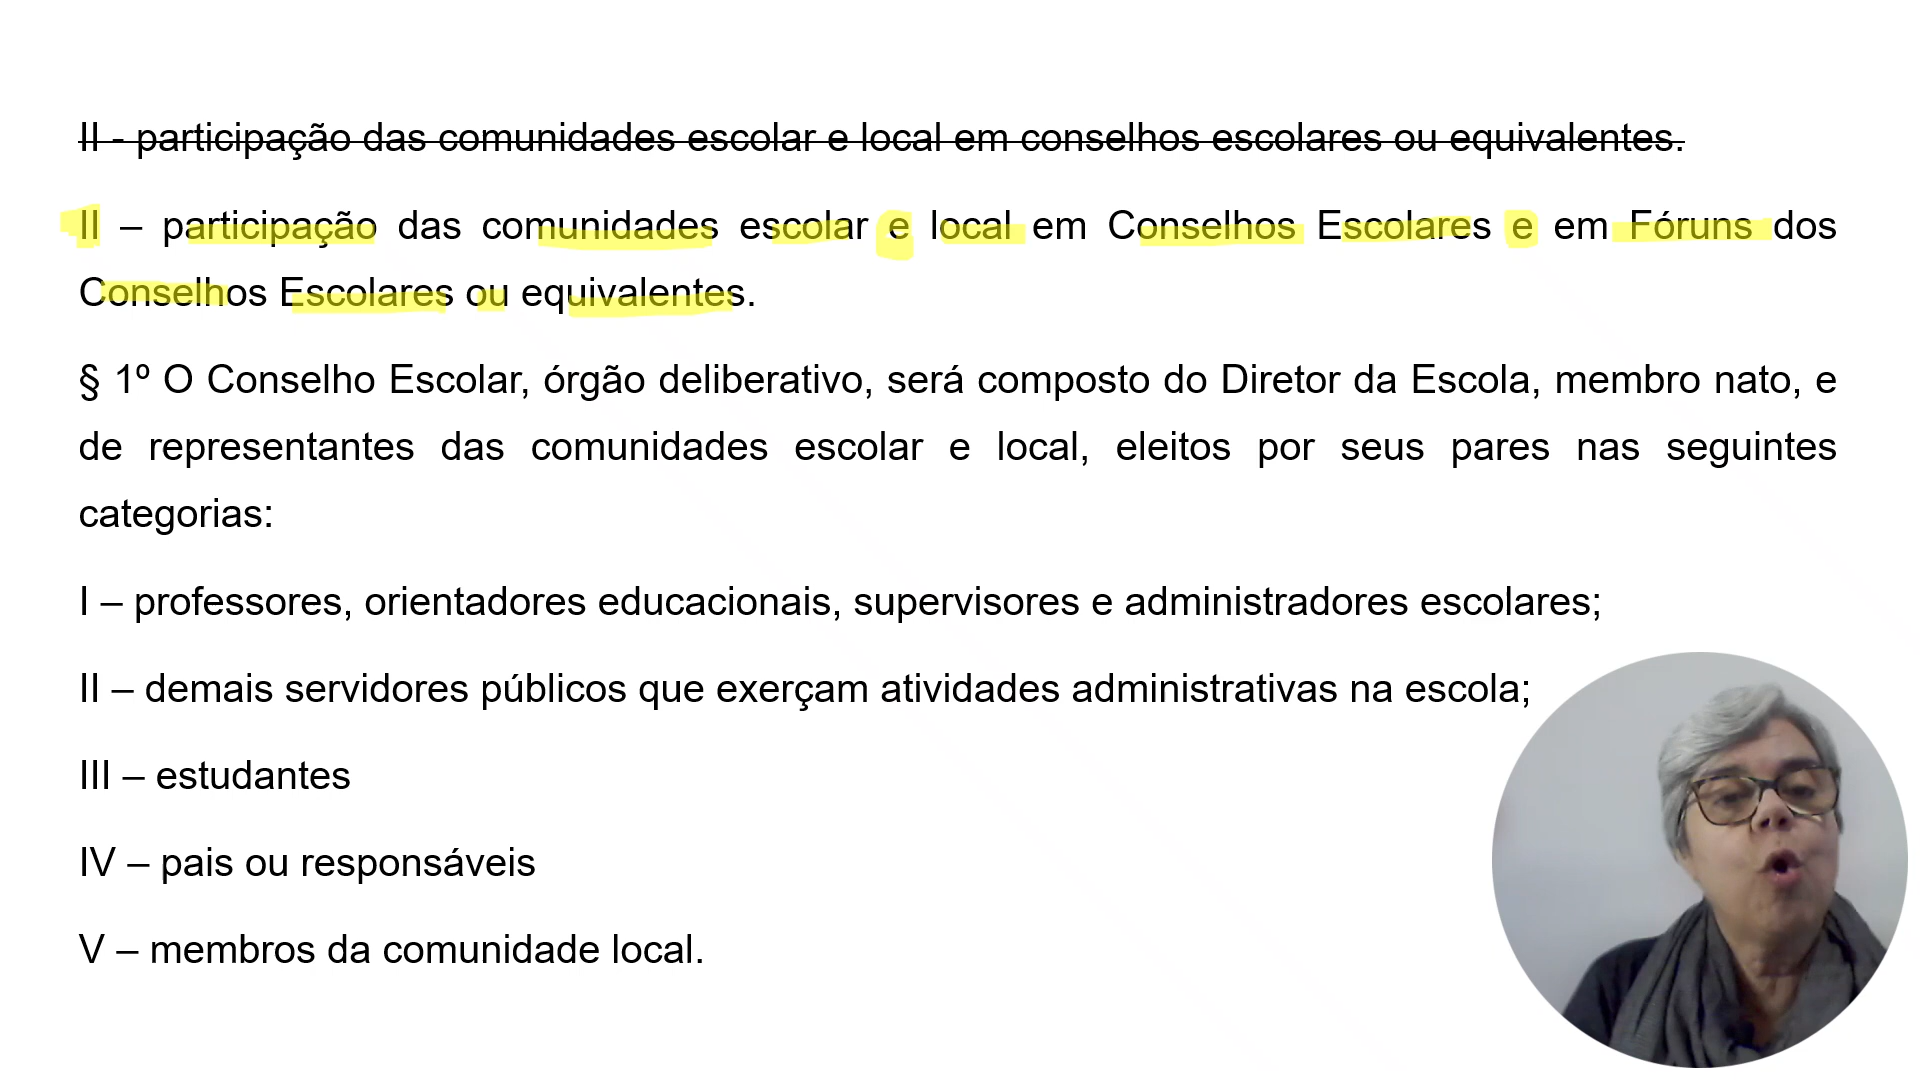 II - participação das comunidades escolar e local em conselhos escolares ou equivalentes.
II – participação das comunidades escolar e local em Conselhos Escolares e em Fóruns dos
Conselhos Escolares ou equivalentes.
§ 1º O Conselho Escolar, órgão deliberativo, será composto do Diretor da Escola, membro nato, e
de representantes das comunidades escolar e local, eleitos por seus pares nas seguintes
categorias:
I – professores, orientadores educacionais, supervisores e administradores escolares;
II – demais servidores públicos que exerçam atividades administrativas na escola;
III – estudantes
IV – pais ou responsáveis
V – membros da comunidade local.